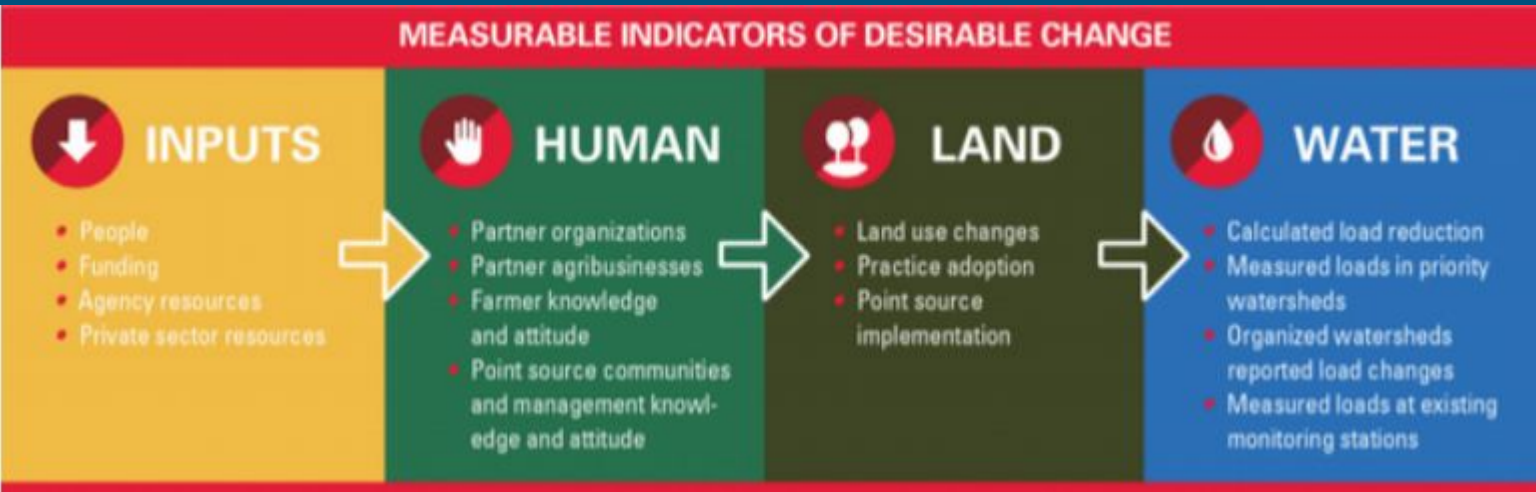 MEASURABLE INDICATORS OF DESIRABLE CHANGE
INPUTS
• People
• Funding
• Agency resources
• Private sector resources
HUMAN
• Partner organizations
• Partner agribusinesses
• Farmer knowledge
and attitude
• Point source communities
and management knowl-
edge and attitude
LAND
• Land use changes
• Practice adoption
• Point source
implementation
WATER
• Calculated load reduction
• Measured loads in priority
watersheds
• Organized watersheds
reported load changes
• Measured loads at existing
monitoring stations